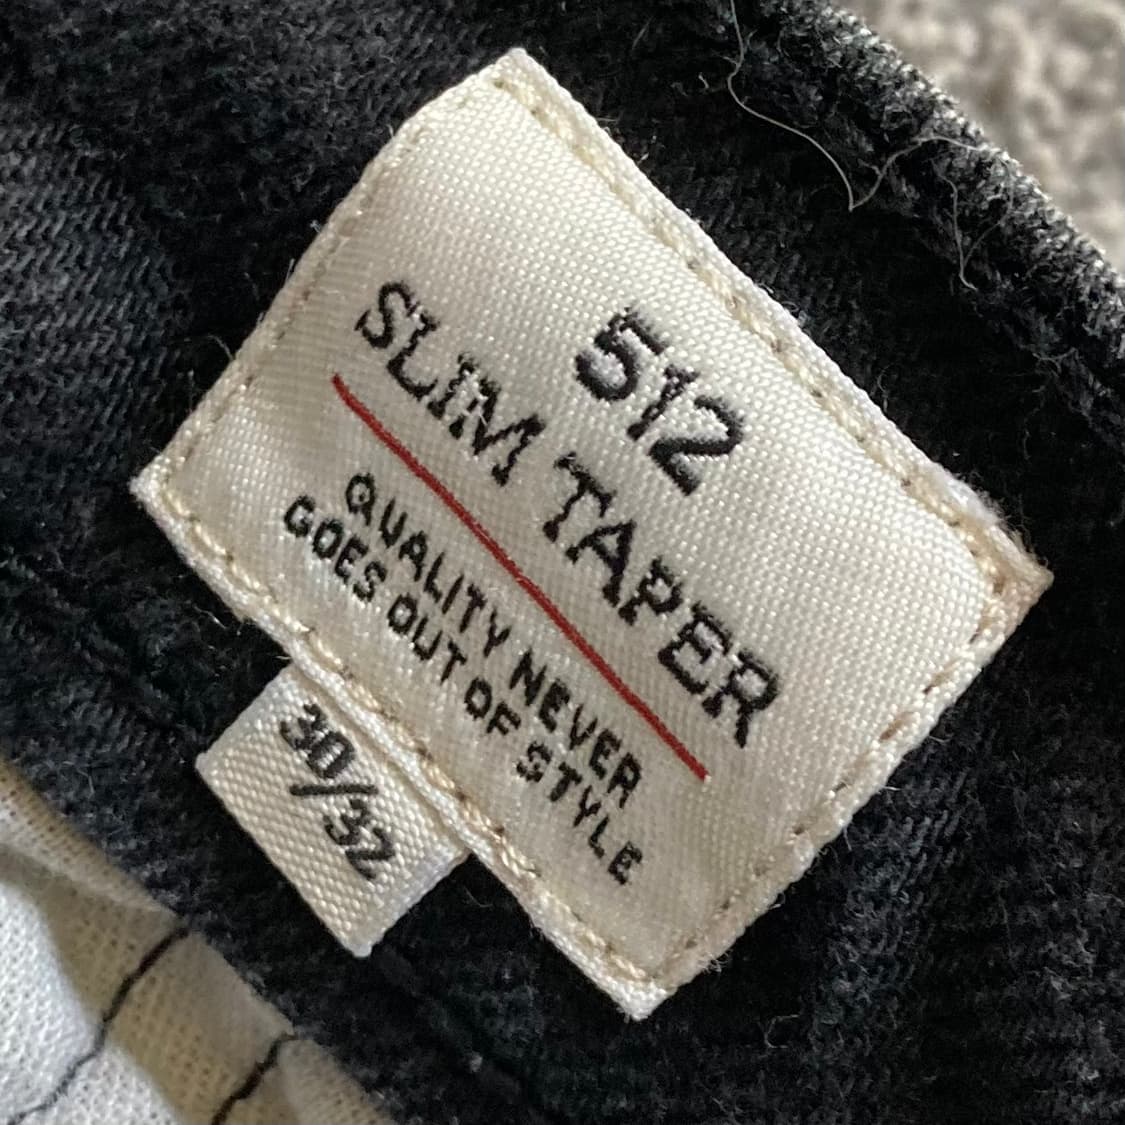 512
SLIM TAPER
QUALITY NEVER
GOES OUT OF STYLE
30/32